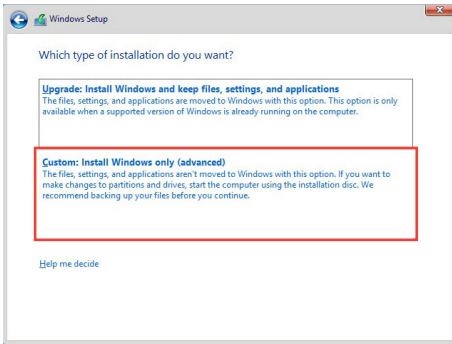 Windows Setup
Which type of installation do you want?
Upgrade: Install Windows and keep files, settings, and applications
The files, settings, and applications are moved to Windows with this option. This option is only
available when a supported version of Windows is already running on the computer.
Custom: Install Windows only (advanced)
The files, settings, and applications aren't moved to Windows with this option. If you want to
make changes to partitions and drives, start the computer using the installation disc. We
recommend backing up your files before you continue.
Help me decide